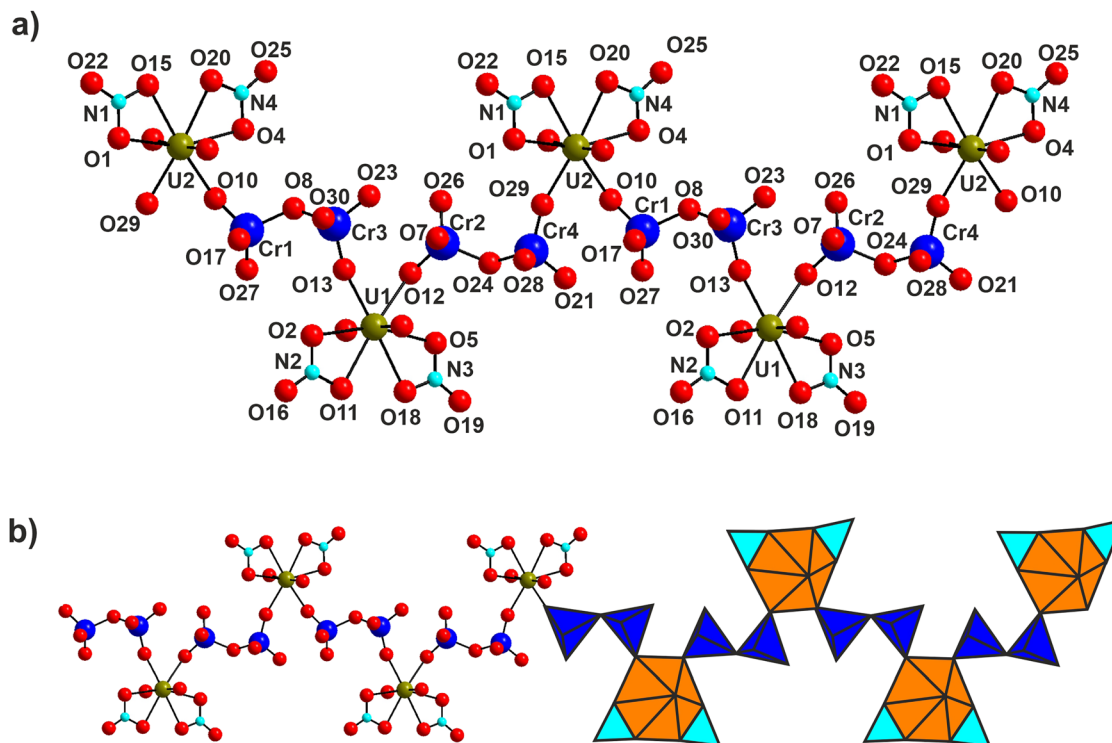 a)
O22 O15 O20 O25 O22 O15 O20 O25 O22 O15 O20 O25
N1 N4 N1 N4 N1 N4
O1 O4 O1 O4 O1 O4
U2 U2 U2
O29 O10 O8 O30 O23 O26 O29 O10 O8 O23 O26 O29 O10
O17 Cr1 Cr3 O7 Cr2 Cr4 O17 Cr1 O30 Cr3 O7 Cr2 O24 Cr4
O27 O13 O12 O24 O28 O21 O27 O13 O12 O28 O21
U1
O2 O5 O2 O5
N2 N3 N2 U1 N3
O16 O11 O18 O19 O16 O11 O18 O19
b)